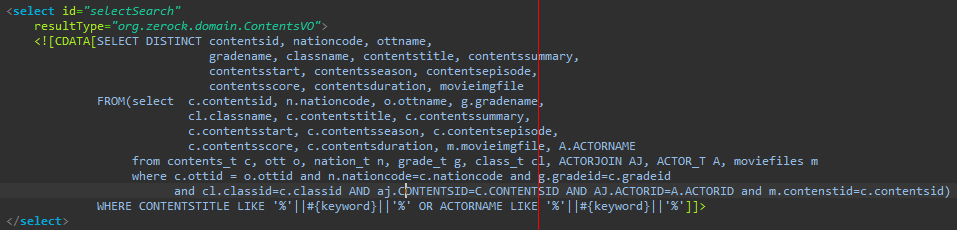 <select id="selectSearch"
resultType="org.zerock.domain.ContentsVO">
<![CDATA[SELECT DISTINCT contentsid, nationcode, ottname,
gradename, classname, contentstitle, contentssummary,
contentsstart, contentsseason, contentsepisode,
contentsscore, contentsduration, movieimgfile
FROM(select  c.contentsid, n.nationcode, o.ottname, g.gradename,
cl.classname, c.contentstitle, c.contentssummary,
c.contentsstart, c.contentsseason, c.contentsepisode,
c.contentsscore, c.contentsduration, m.movieimgfile, A.ACTORNAME
from contents_t c, ott o, nation_t n, grade_t g, class_t cl, ACTORJOIN AJ, ACTOR_T A, moviefiles m
where c.ottid = o.ottid and n.nationcode=c.nationcode and g.gradeid=c.gradeid
and cl.classid=c.classid AND aj.CONTENTSID=C.CONTENTSID AND AJ.ACTORID=A.ACTORID and m.contenstid=c.contentsid)
WHERE CONTENTSTITLE LIKE '%'||#{keyword}||'%' OR ACTORNAME LIKE '%'||#{keyword}||'%']]>
</select>